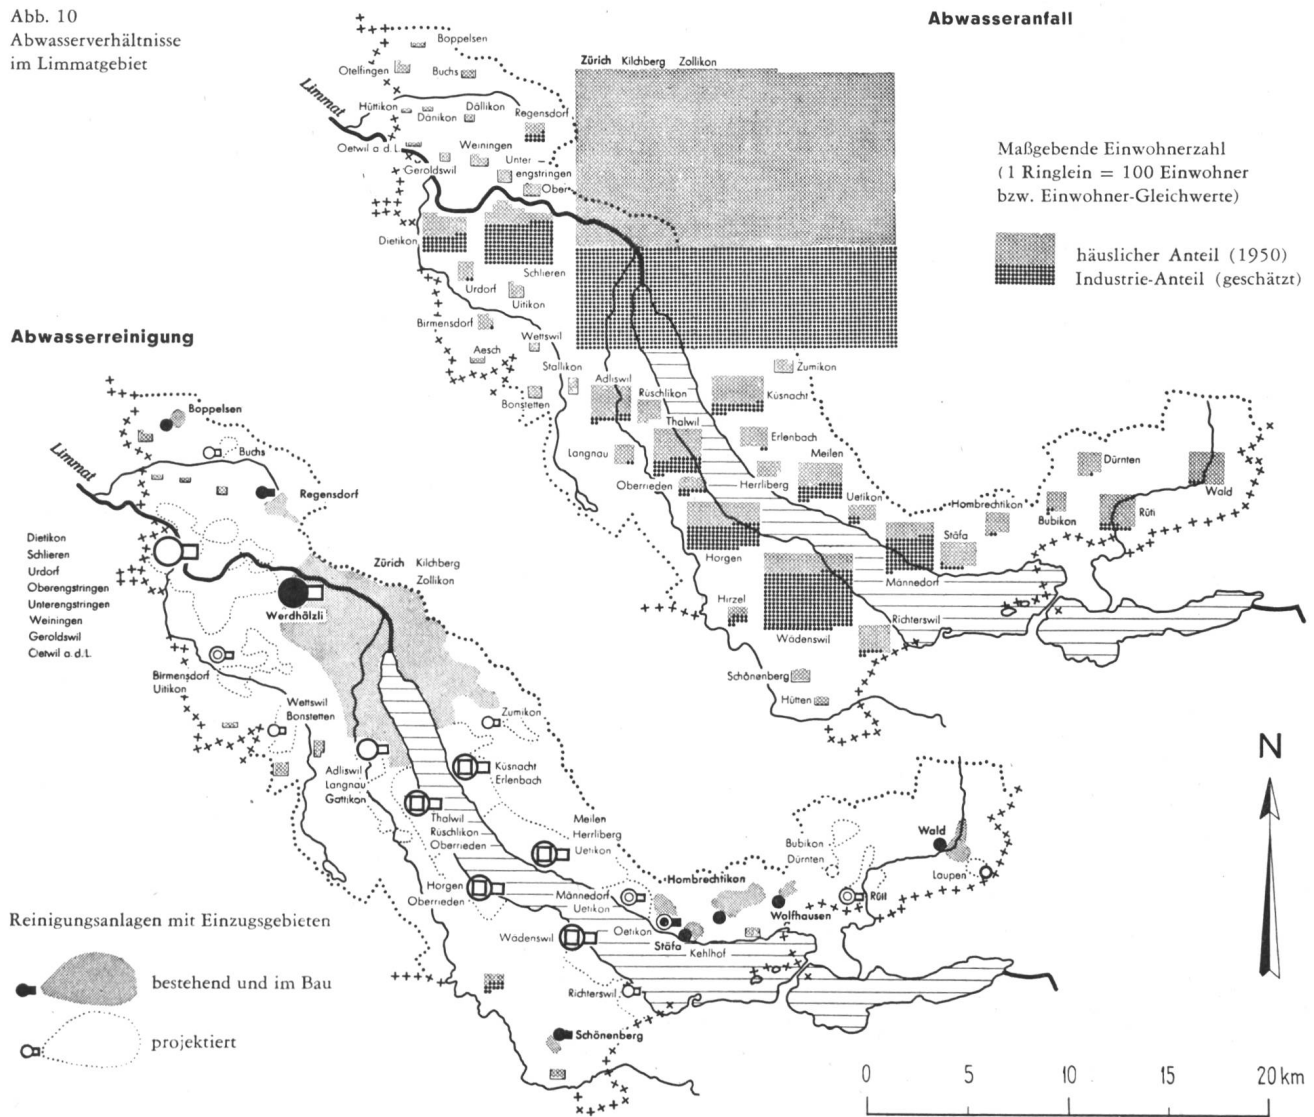 Abb. 10
Abwasserverhältnisse
im Limmatgebiet
Abwasseranfall
Boppelsen
Otelfingen
Buchs
Zürich Kilchberg Zollikon
Limmat
Hüttikon
Dänikon
Dällikon
Regensdorf
Oetwil a d.L.
Weiningen
Geroldswil
Unter
engstringen
Ober
Maßgebende Einwohnerzahl
(1 Ringlein = 100 Einwohner
bzw. Einwohner-Gleichwerte)
häuslicher Anteil (1950)
Industrie-Anteil (geschätzt)
Dietikon
Schlieren
Urdorf
Uitikon
Birmensdorf
Wettswil
Aesch
Stallikon
Bonstetten
Adliswil
Rüschlikon
Zumikon
Küsnacht
Thalwil
Langnau
Erlenbach
Meilen
Oberrieden
Herrliberg
Uetikon
Hombrechtikon
Dürnten
Wald
Bubikon
Rüti
Horgen
Stäfa
Männedorf
Hirzel
Wädenswil
Richterswil
Schönenberg
Hütten
Abwasserreinigung
Boppelsen
Buchs
Limmat
Regensdorf
Dietikon
Schlieren
Urdorf
Oberengstringen
Unterengstringen
Weiningen
Geroldswil
Oetwil a.d.L.
Zürich Kilchberg
Zollikon
Werdhölzli
Birmensdorf
Uitikon
Wettswil
Bonstetten
Zumikon
Adliswil
Langnau
Gattikon
Küsnacht
Erlenbach
Thalwil
Rüschlikon
Oberrieden
Meilen
Herrliberg
Uetikon
Bubikon
Dürnten
Wald
Laupen
Horgen
Oberrieden
Männedorf
Uetikon
Hombrechtikon
Wolfhausen
Rüti
Wädenswil
Oetikon
Stäfa
Kehlhof
Richterswil
Schönenberg
Reinigungsanlagen mit Einzugsgebieten
bestehend und im Bau
projektiert
N
0 5 10 15 20 km